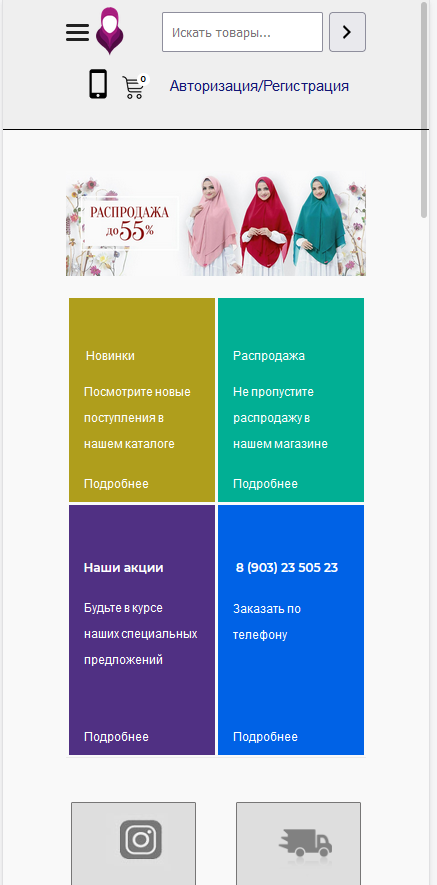 Искать товары...
0
Авторизация/Регистрация
РАСПРОДАЖА
до 55%
Новинки
Посмотрите новые
поступления в
нашем каталоге
Подробнее
Распродажа
Не пропустите
распродажу в
нашем магазине
Подробнее
Наши акции
Будьте в курсе
наших специальных
предложений
Подробнее
8 (903) 23 505 23
Заказать по
телефону
Подробнее